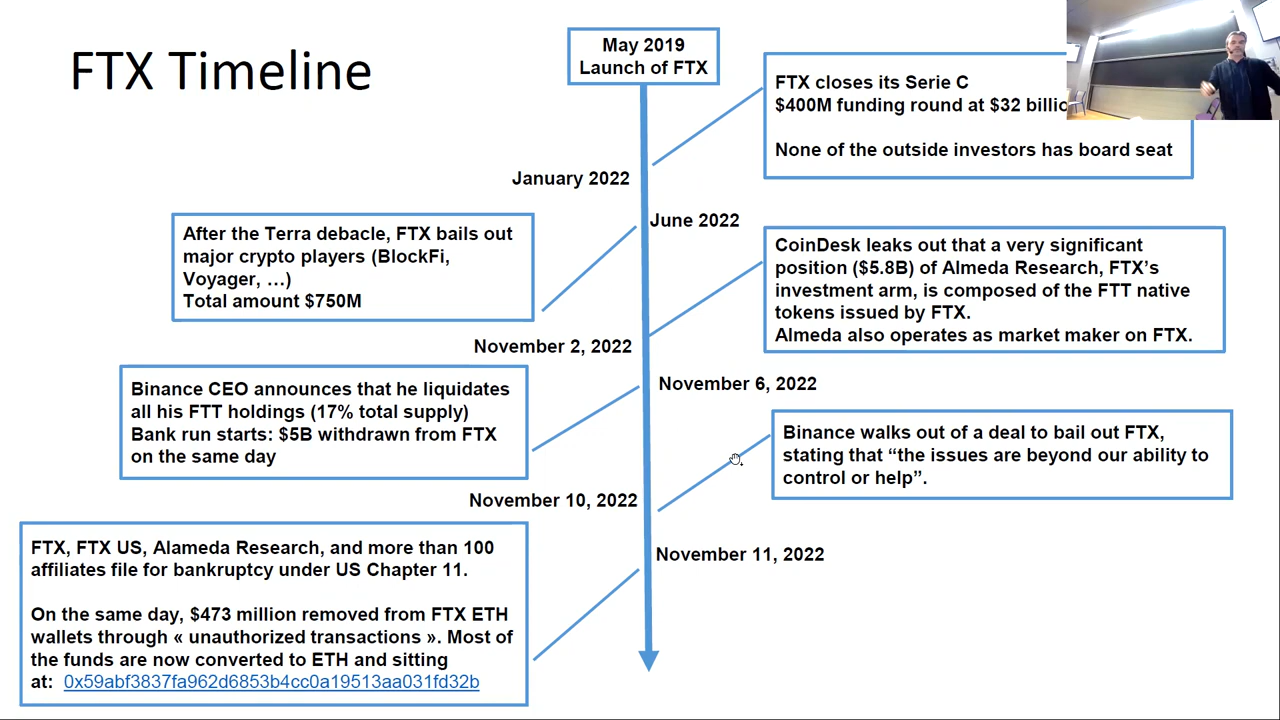 FTX Timeline
May 2019
Launch of FTX
FTX closes its Serie C
$400M funding round at $32
None of the outside investors has board seat
January 2022
June 2022
After the Terra debacle, FTX bails out
major crypto players (BlockFi,
Voyager, …)
Total amount $750M
CoinDesk leaks out that a very significant
position ($5.8B) of Almeda Research, FTX’s
investment arm, is composed of the FTT native
tokens issued by FTX.
Almeda also operates as market maker on FTX.
November 2, 2022
November 6, 2022
Binance CEO announces that he liquidates
all his FTT holdings (17% total supply)
Bank run starts: $5B withdrawn from FTX
on the same day
Binance walks out of a deal to bail out FTX,
stating that “the issues are beyond our ability to
control or help”.
November 10, 2022
November 11, 2022
FTX, FTX US, Alameda Research, and more than 100
affiliates file for bankruptcy under US Chapter 11.
On the same day, $473 million removed from FTX ETH
wallets through « unauthorized transactions ». Most of
the funds are now converted to ETH and sitting
at: 0x59abf3837fa962d6853b4cc0a19513aa031fd32b